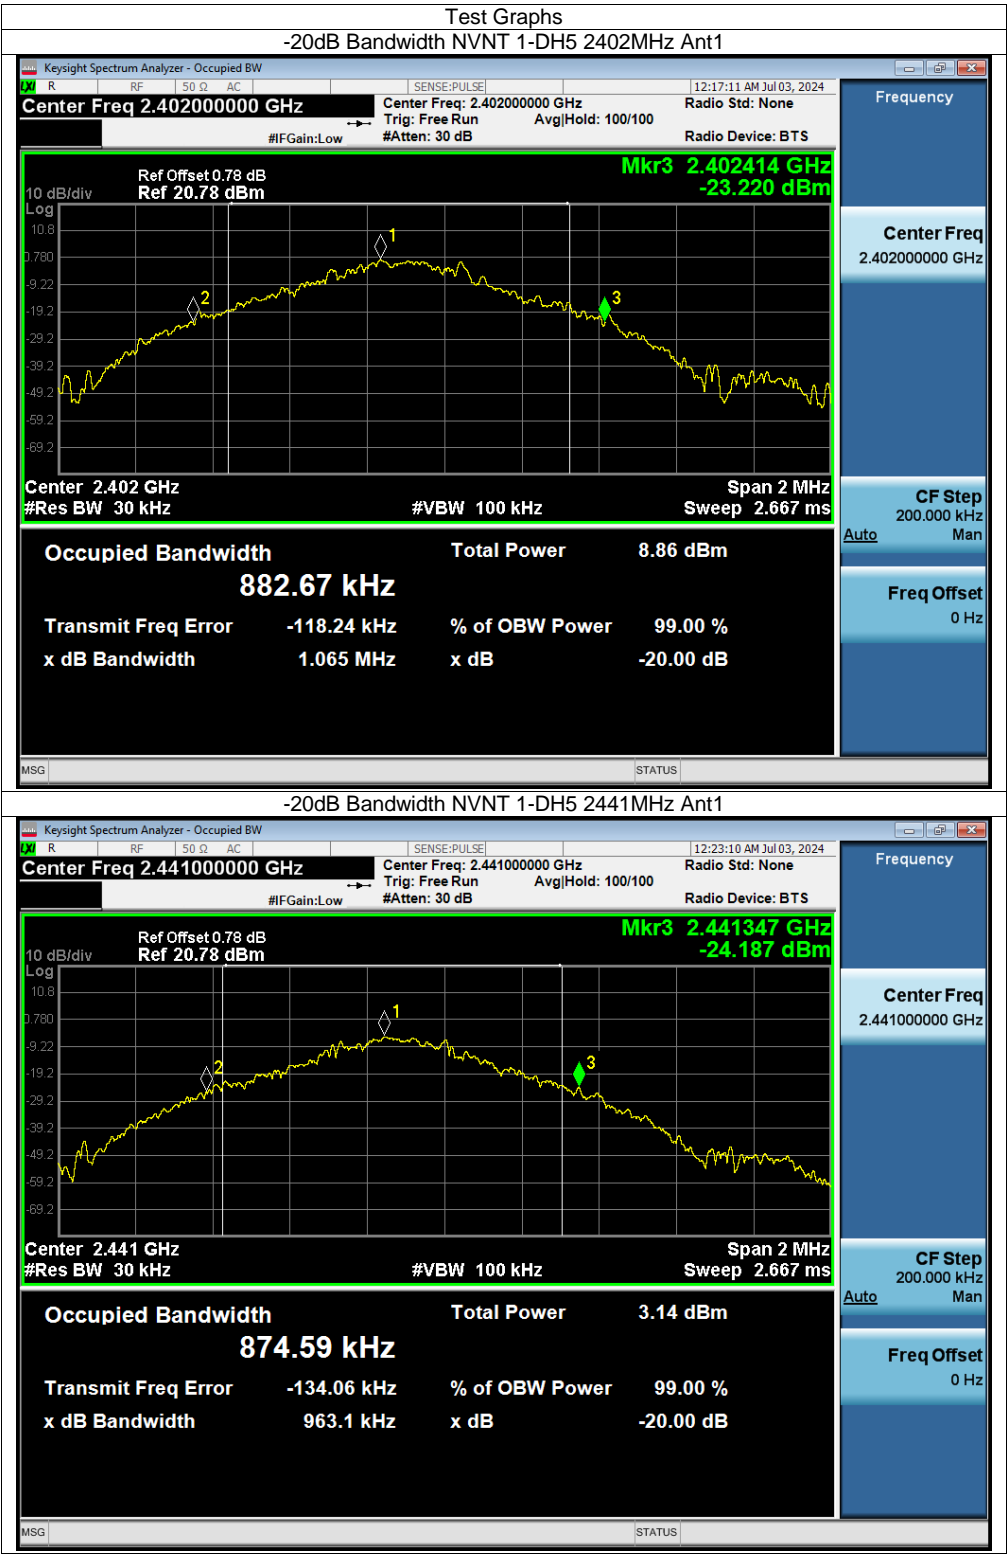 Test Graphs
-20dB Bandwidth NVNT 1-DH5 2402MHz Ant1
Keysight Spectrum Analyzer - Occupied BW
LXI R RF 50 Ω AC SENSE:PULSE 12:17:11 AM Jul 03, 2024
Center Freq 2.402000000 GHz
Center Freq: 2.402000000 GHz
Radio Std: None
Trig: Free Run Avg|Hold: 100/100
#IFGain:Low #Atten: 30 dB Radio Device: BTS
Frequency
Mkr3 2.402414 GHz
-23.220 dBm
Ref Offset 0.78 dB
10 dB/div Ref 20.78 dBm
Log
10.8
0.780
-9.22
-19.2
-29.2
-39.2
-49.2
-59.2
-69.2
1
2
3
Center 2.402 GHz Span 2 MHz
#Res BW 30 kHz #VBW 100 kHz Sweep 2.667 ms
Occupied Bandwidth Total Power 8.86 dBm
882.67 kHz
Transmit Freq Error -118.24 kHz % of OBW Power 99.00 %
x dB Bandwidth 1.065 MHz x dB -20.00 dB
Center Freq
2.402000000 GHz
CF Step
200.000 kHz
Auto Man
Freq Offset
0 Hz
MSG STATUS
-20dB Bandwidth NVNT 1-DH5 2441MHz Ant1
Keysight Spectrum Analyzer - Occupied BW
LXI R RF 50 Ω AC SENSE:PULSE 12:23:10 AM Jul 03, 2024
Center Freq 2.441000000 GHz
Center Freq: 2.441000000 GHz
Radio Std: None
Trig: Free Run Avg|Hold: 100/100
#IFGain:Low #Atten: 30 dB Radio Device: BTS
Frequency
Mkr3 2.441347 GHz
-24.187 dBm
Ref Offset 0.78 dB
10 dB/div Ref 20.78 dBm
Log
10.8
0.780
-9.22
-19.2
-29.2
-39.2
-49.2
-59.2
-69.2
1
2
3
Center 2.441 GHz Span 2 MHz
#Res BW 30 kHz #VBW 100 kHz Sweep 2.667 ms
Occupied Bandwidth Total Power 3.14 dBm
874.59 kHz
Transmit Freq Error -134.06 kHz % of OBW Power 99.00 %
x dB Bandwidth 963.1 kHz x dB -20.00 dB
Center Freq
2.441000000 GHz
CF Step
200.000 kHz
Auto Man
Freq Offset
0 Hz
MSG STATUS